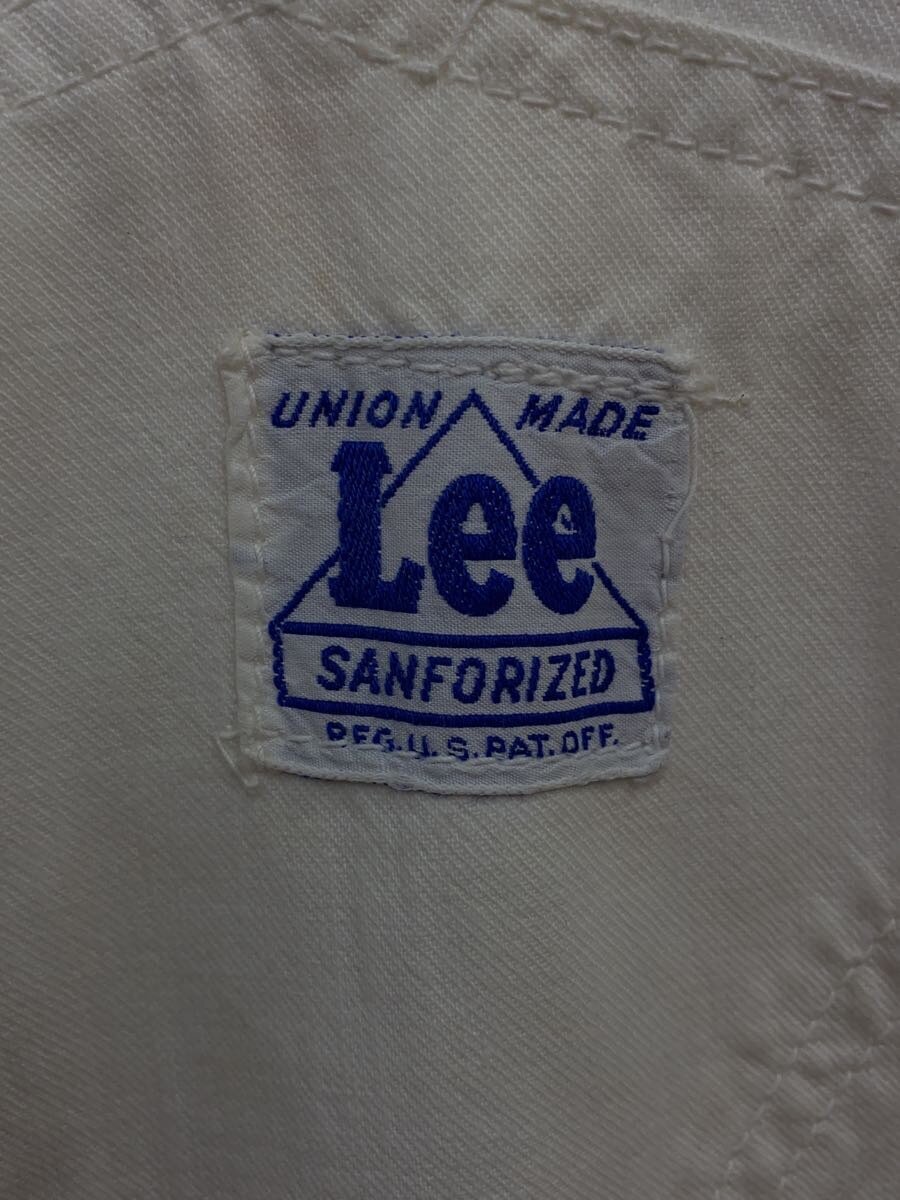 UNION MADE
Lee
SANFORIZED
REG. U. S. PAT. OFF.